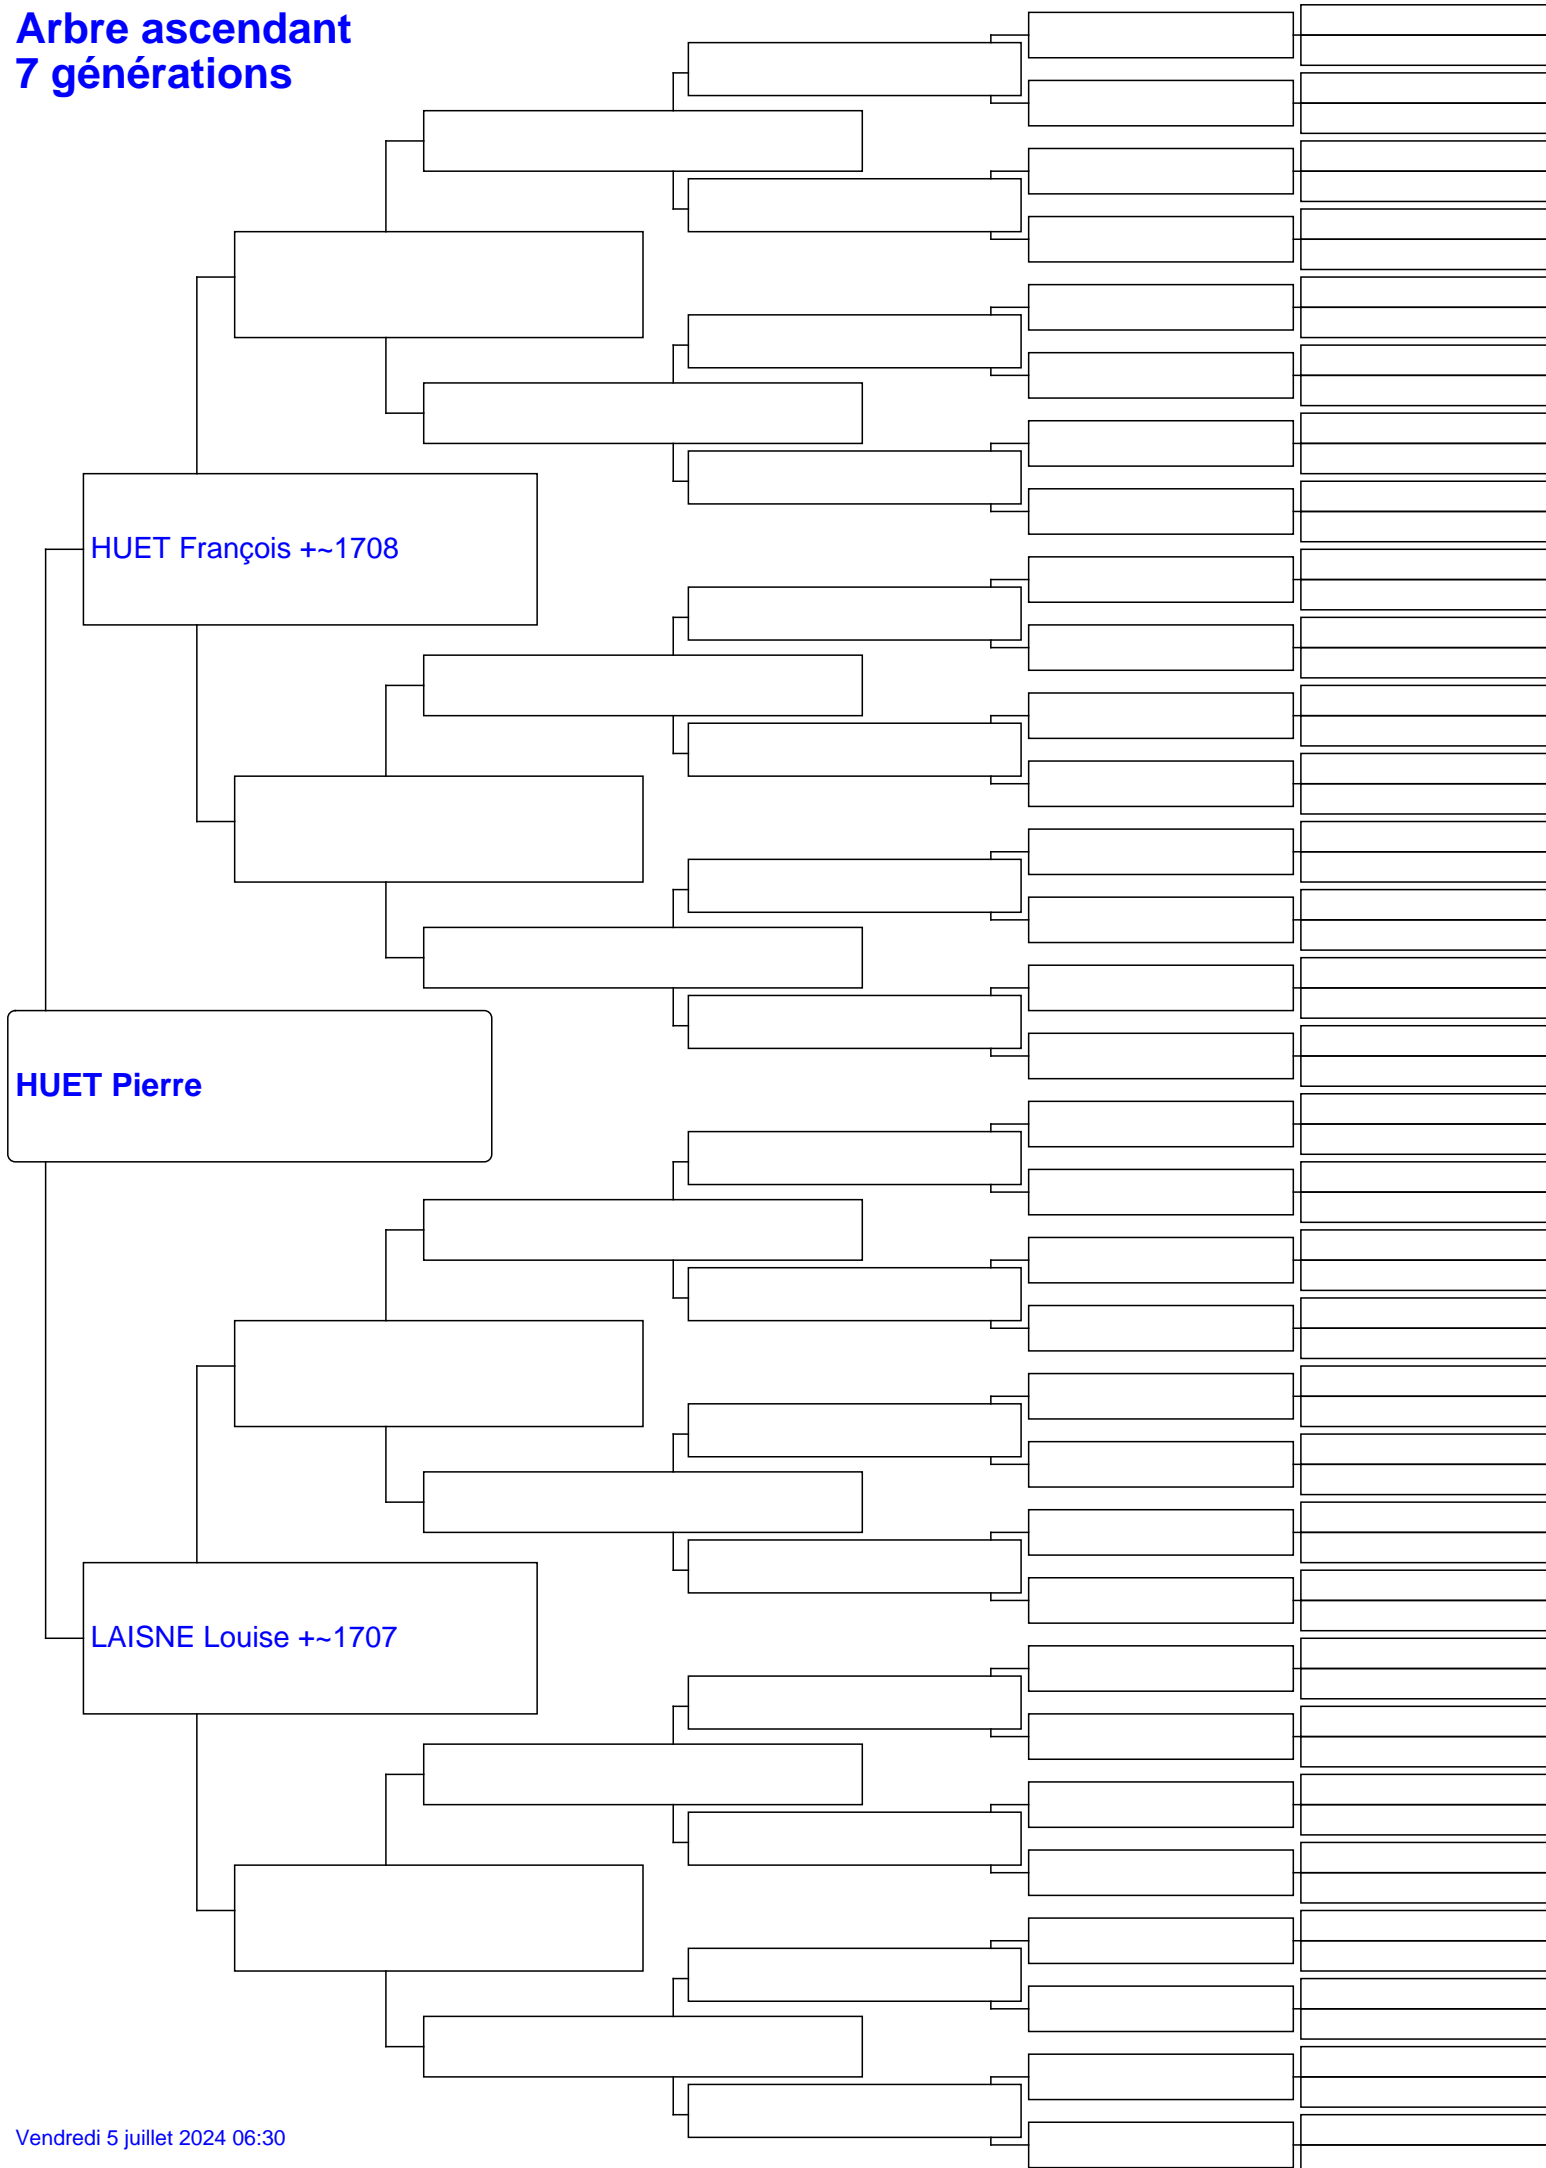 Arbre ascendant
7 générations
HUET François +~1708
HUET Pierre
LAISNE Louise +~1707
Vendredi 5 juillet 2024 06:30